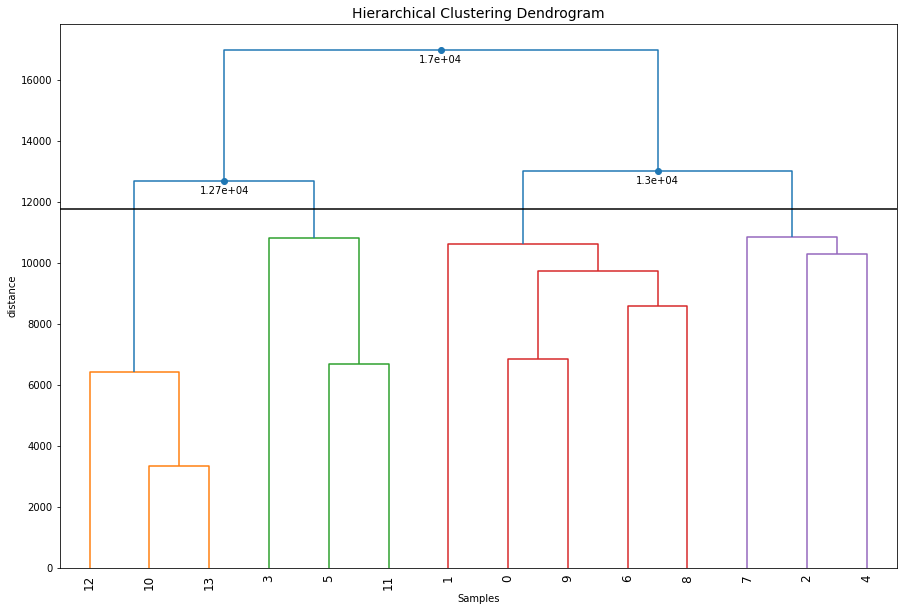 Hierarchical Clustering Dendrogram
1.7e+04
16000
14000
1.3e+04
1.27e+04
12000
10000
distance
8000
6000
4000
2000
0
12 10 13 3 5 11 1 0 9 6 8 7 2 4
Samples